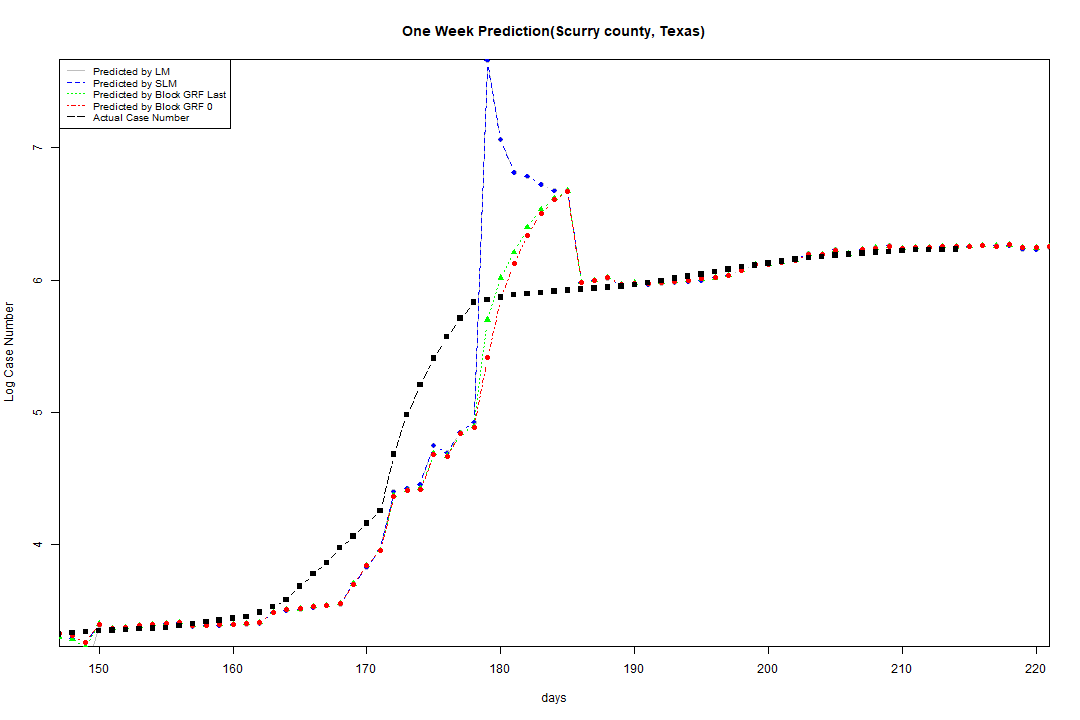 One Week Prediction(Scurry county, Texas)
Predicted by LM
Predicted by SLM
Predicted by Block GRF Last
Predicted by Block GRF 0
Actual Case Number
7
6
5
4
Log Case Number
150 160 170 180 190 200 210 220
days